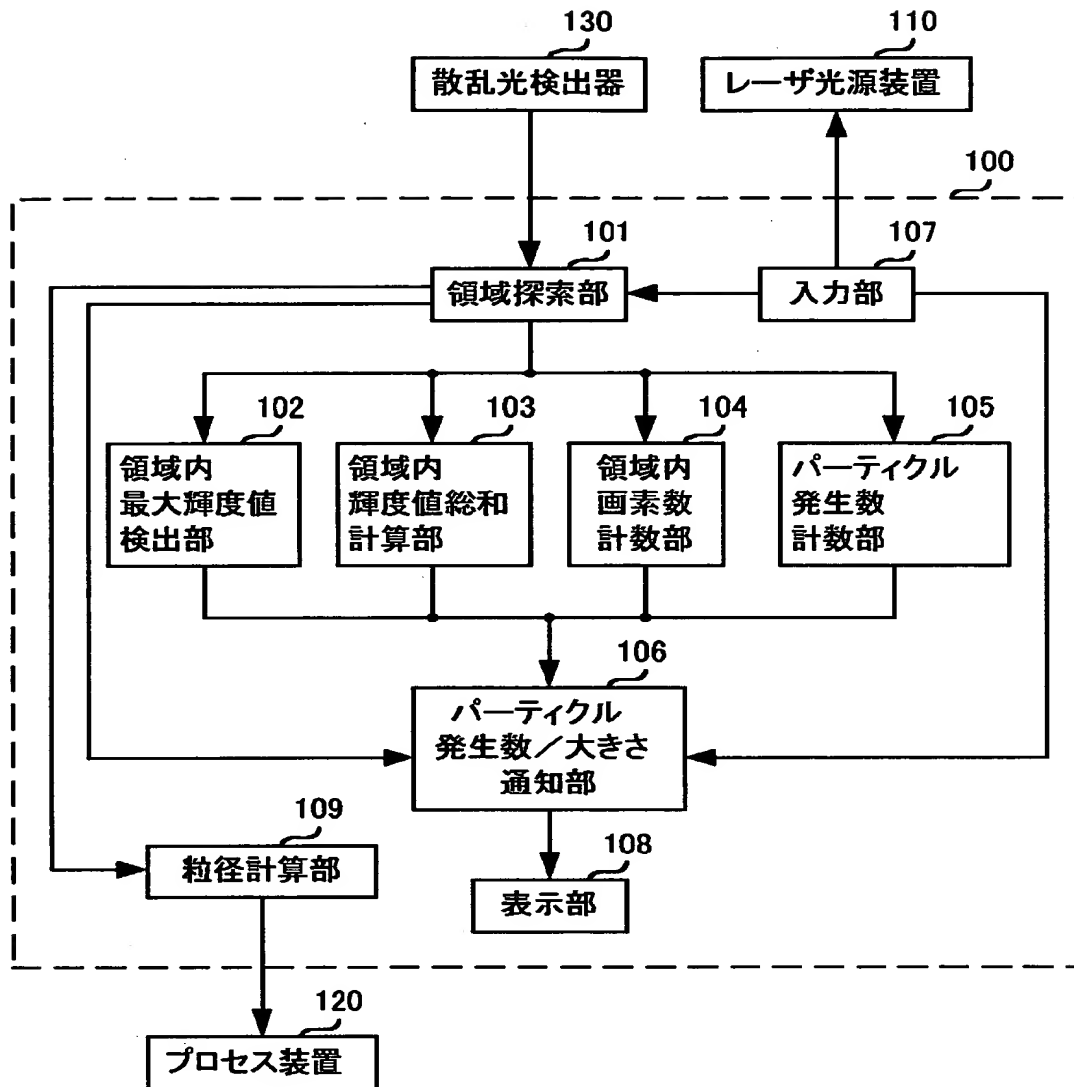 130
散乱光検出器
110
レーザ光源装置
100
101
領域探索部
107
入力部
102
領域内
最大輝度値
検出部
103
領域内
輝度値総和
計算部
104
領域内
画素数
計数部
105
パーティクル
発生数
計数部
106
パーティクル
発生数／大きさ
通知部
109
粒径計算部
108
表示部
120
プロセス装置